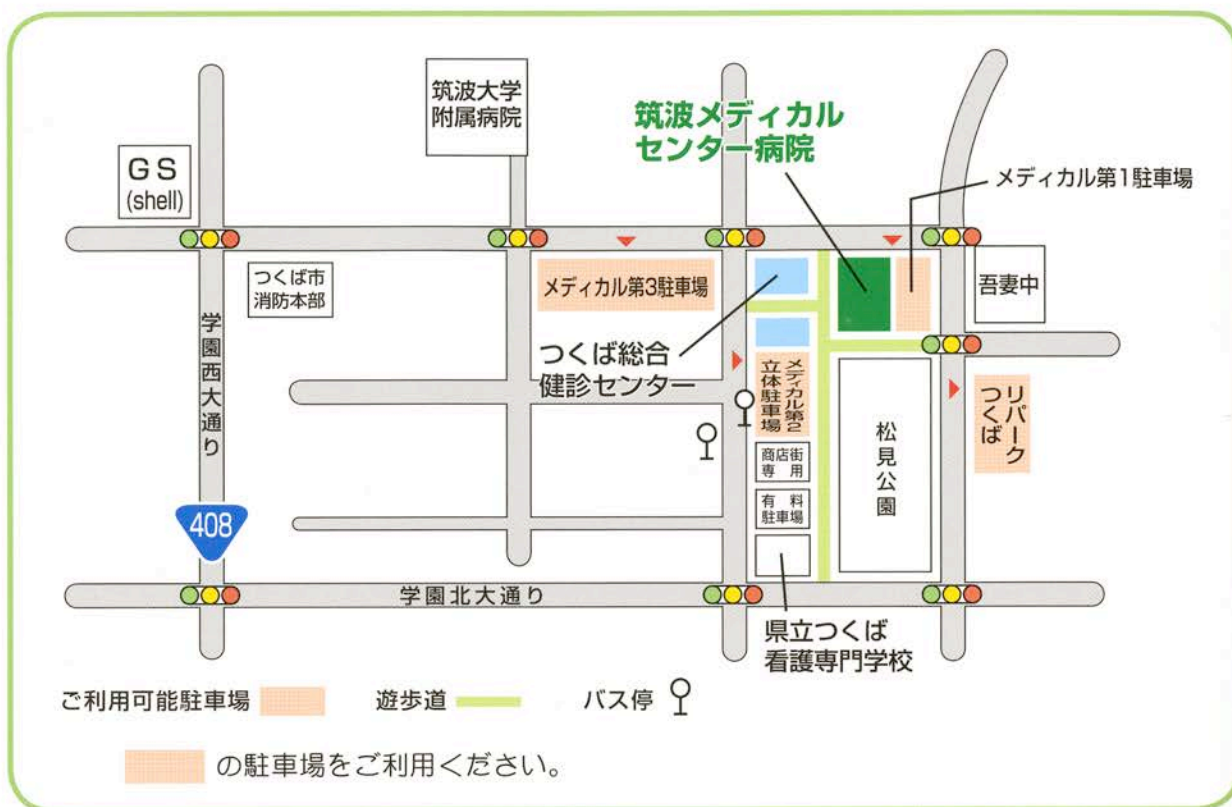 筑波大学
附属病院
筑波メディカル
センター病院
GS
(shell)
メディカル第1駐車場
つくば市
消防本部
メディカル第3駐車場
吾妻中
学園西大通り
つくば総合
健診センター
メディカル第2
立体駐車場
リパーク
つくば
商店街
専用
松見公園
有料
駐車場
408
学園北大通り
県立つくば
看護専門学校
ご利用可能駐車場
遊歩道
バス停
の駐車場をご利用ください。